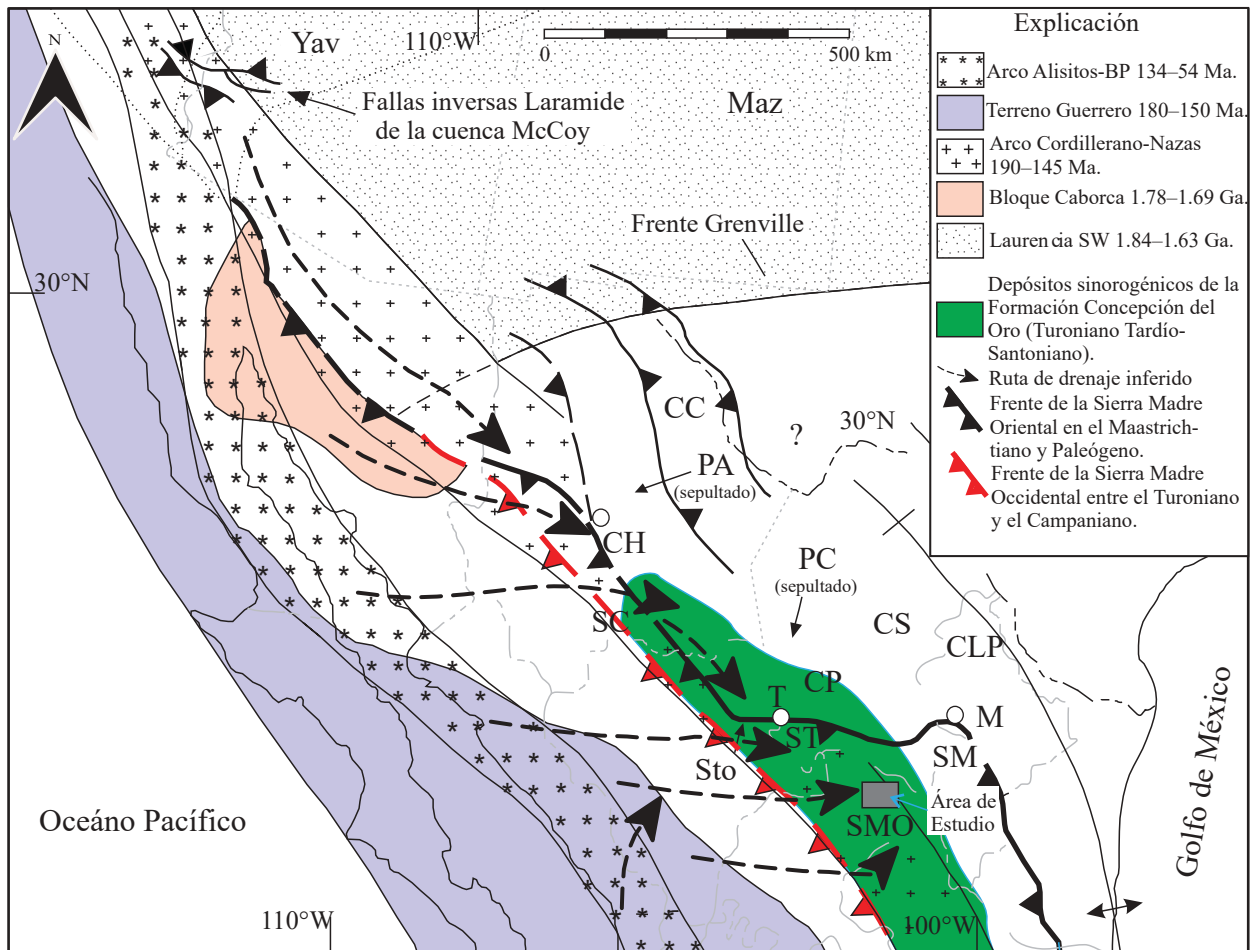 N
Yav
110°W
0
500 km
Maz
Fallas inversas Laramide
de la cuenca McCoy
Frente Grenville
30°N
CC
?
30°N
PA
(sepultado)
CH
PC
(sepultado)
SC
CS
CLP
CP
T
ST
M
SM
Sto
Área de
Estudio
SMO
Oceáno Pacífico
Golfo de México
110°W
100°W
Explicación
Arco Alisitos-BP 134–54 Ma.
Terreno Guerrero 180–150 Ma.
Arco Cordillerano-Nazas
190–145 Ma.
Bloque Caborca 1.78–1.69 Ga.
Laurencia SW 1.84–1.63 Ga.
Depósitos sinorogénicos de la
Formación Concepción del
Oro (Turoniano Tardío-
Santoniano).
Ruta de drenaje inferido
Frente de la Sierra Madre
Oriental en el Maastrich-
tiano y Paleógeno.
Frente de la Sierra Madre
Occidental entre el Turoniano
y el Campaniano.